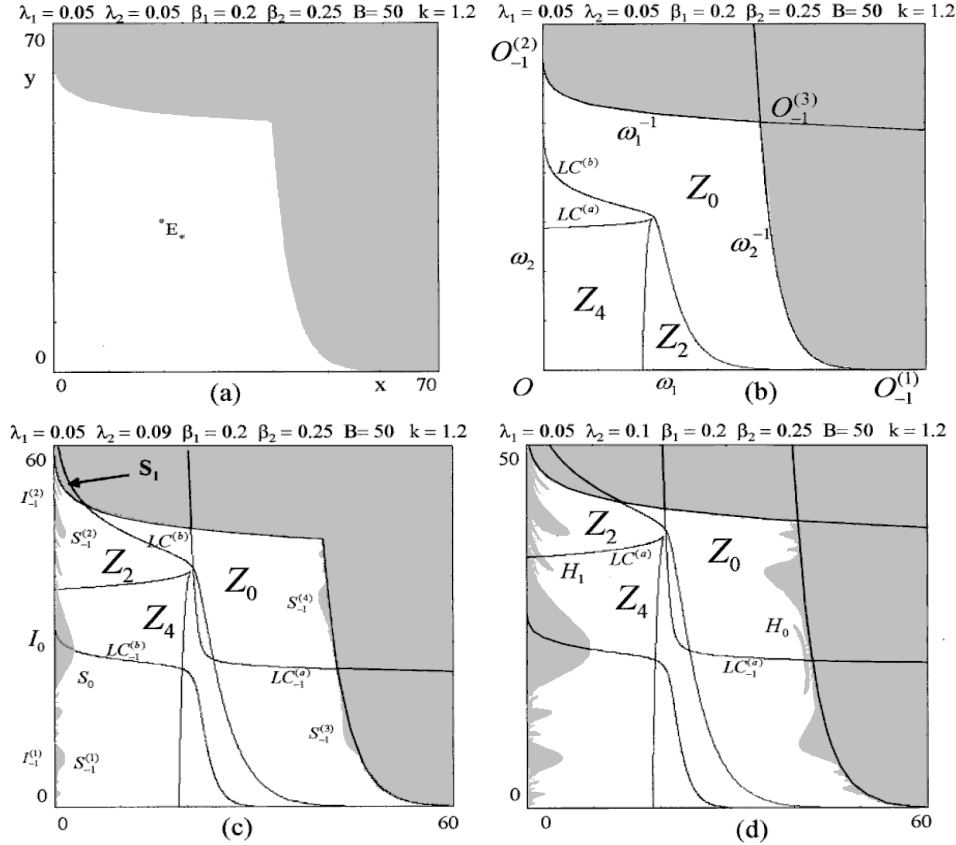 λ₁ = 0.05 λ₂ = 0.05 β₁ = 0.2 β₂ = 0.25 B= 50 k = 1.2
70
y
°E*
0
0 x 70
(a)
λ₁ = 0.05 λ₂ = 0.05 β₁ = 0.2 β₂ = 0.25 B= 50 k = 1.2
O₋₁⁽²⁾
O₋₁⁽³⁾
ω₁⁻¹
LC⁽ᵇ⁾
Z₀
LC⁽ᵃ⁾
ω₂⁻¹
ω₂
Z₄
Z₂
O ω₁ O₋₁⁽¹⁾
(b)
λ₁ = 0.05 λ₂ = 0.09 β₁ = 0.2 β₂ = 0.25 B= 50 k = 1.2
60
S₁
I₋₁⁽²⁾
S₋₁⁽²⁾
LC⁽ᵇ⁾
Z₂
Z₀
S₋₁⁽⁴⁾
Z₄
I₀
LC₋₁⁽ᵇ⁾
S₀
LC₋₁⁽ᵃ⁾
S₋₁⁽³⁾
I₋₁⁽¹⁾
S₋₁⁽¹⁾
0
0 60
(c)
λ₁ = 0.05 λ₂ = 0.1 β₁ = 0.2 β₂ = 0.25 B= 50 k = 1.2
50
Z₂
LC⁽ᵃ⁾
Z₀
H₁
Z₄
H₀
LC₋₁⁽ᵃ⁾
0
0 60
(d)